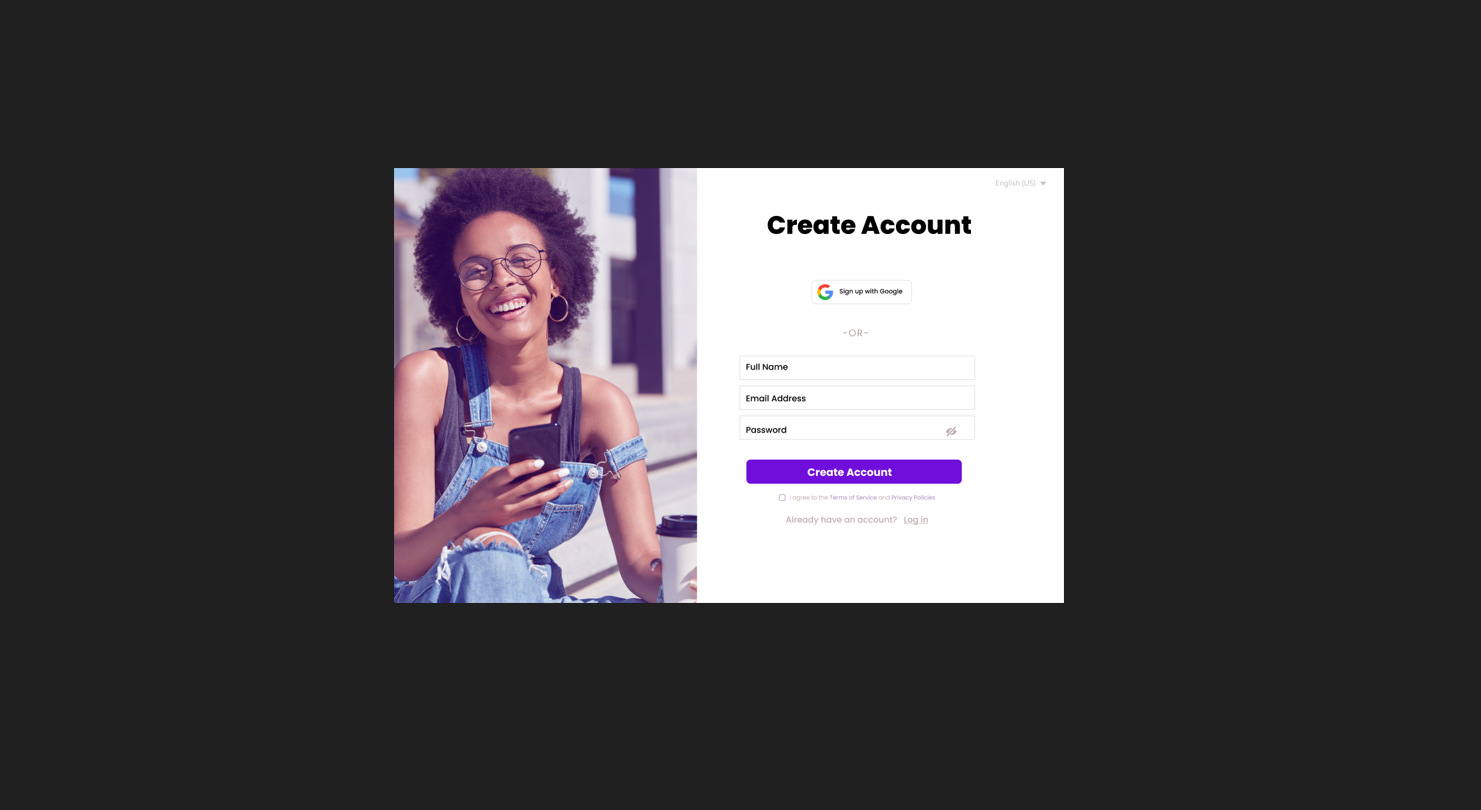 English (US)
Create Account
Sign up with Google
-OR-
Full Name
Email Address
Password
Create Account
I agree to the Terms of Service and Privacy Policies
Already have an account? Log in